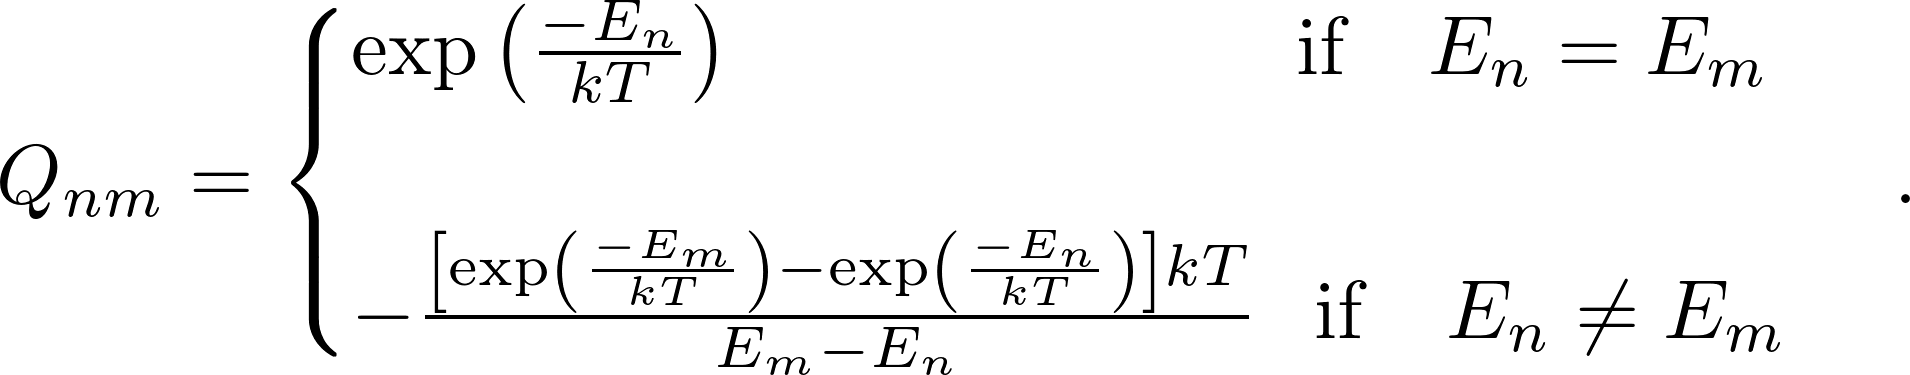 Q_{nm} = \begin{cases} \exp\left(\frac{-E_n}{kT}\right) & \text{if} \quad E_n = E_m \\ -\frac{\left[\exp\left(\frac{-E_m}{kT}\right)-\exp\left(\frac{-E_n}{kT}\right)\right]kT}{E_m-E_n} & \text{if} \quad E_n \neq E_m \end{cases} .